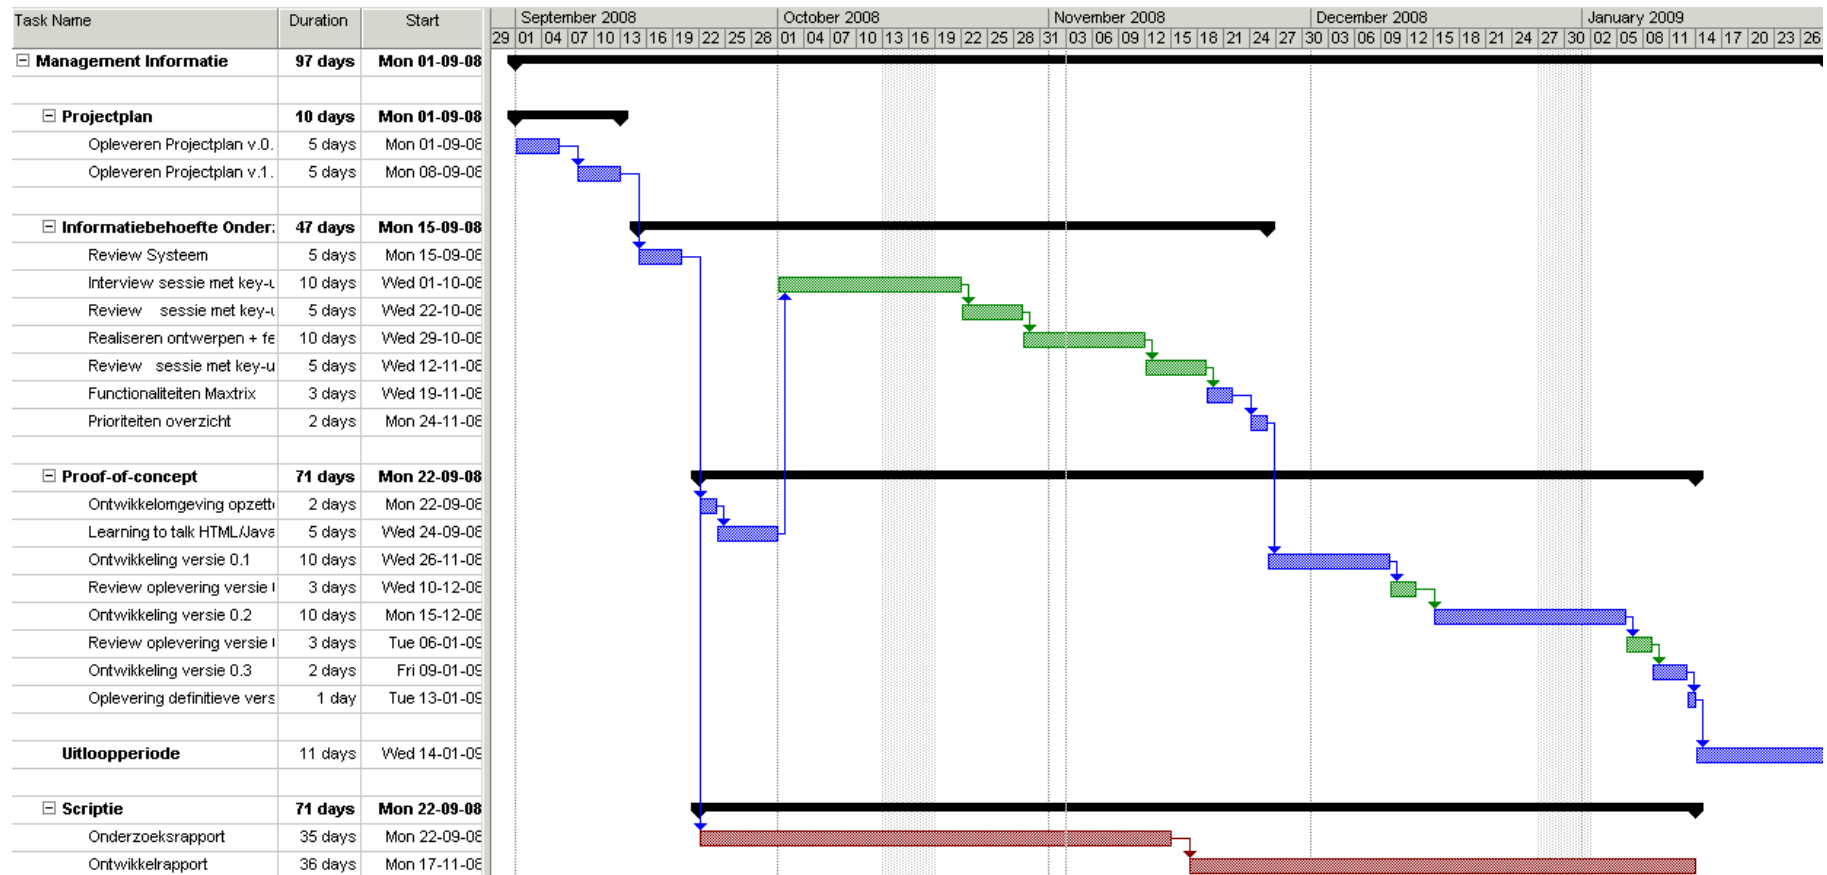 Task Name Duration Start September 2008 October 2008 November 2008 December 2008 January 2009
29 01 04 07 10 13 16 19 22 25 28 01 04 07 10 13 16 19 22 25 28 31 03 06 09 12 15 18 21 24 27 30 03 06 09 12 15 18 21 24 27 30 02 05 08 11 14 17 20 23 26
Management Informatie 97 days Mon 01-09-08
Projectplan 10 days Mon 01-09-08
Opleveren Projectplan v.0. 5 days Mon 01-09-08
Opleveren Projectplan v.1. 5 days Mon 08-09-08
Informatiebehoefte Onder: 47 days Mon 15-09-08
Review Systeem 5 days Mon 15-09-08
Interview sessie met key-u 10 days Wed 01-10-08
Review sessie met key-u 5 days Wed 22-10-08
Realiseren ontwerpen + fe 10 days Wed 29-10-08
Review sessie met key-u 5 days Wed 12-11-08
Functionaliteiten Maxtrix 3 days Wed 19-11-08
Prioriteiten overzicht 2 days Mon 24-11-08
Proof-of-concept 71 days Mon 22-09-08
Ontwikkelomgeving opzett 2 days Mon 22-09-08
Learning to talk HTML/Java 5 days Wed 24-09-08
Ontwikkeling versie 0.1 10 days Wed 26-11-08
Review oplevering versie 3 days Wed 10-12-08
Ontwikkeling versie 0.2 10 days Mon 15-12-08
Review oplevering versie 3 days Tue 06-01-09
Ontwikkeling versie 0.3 2 days Fri 09-01-09
Oplevering definitieve vers 1 day Tue 13-01-09
Uitloopperiode 11 days Wed 14-01-09
Scriptie 71 days Mon 22-09-08
Onderzoeksrapport 35 days Mon 22-09-08
Ontwikkelrapport 36 days Mon 17-11-08